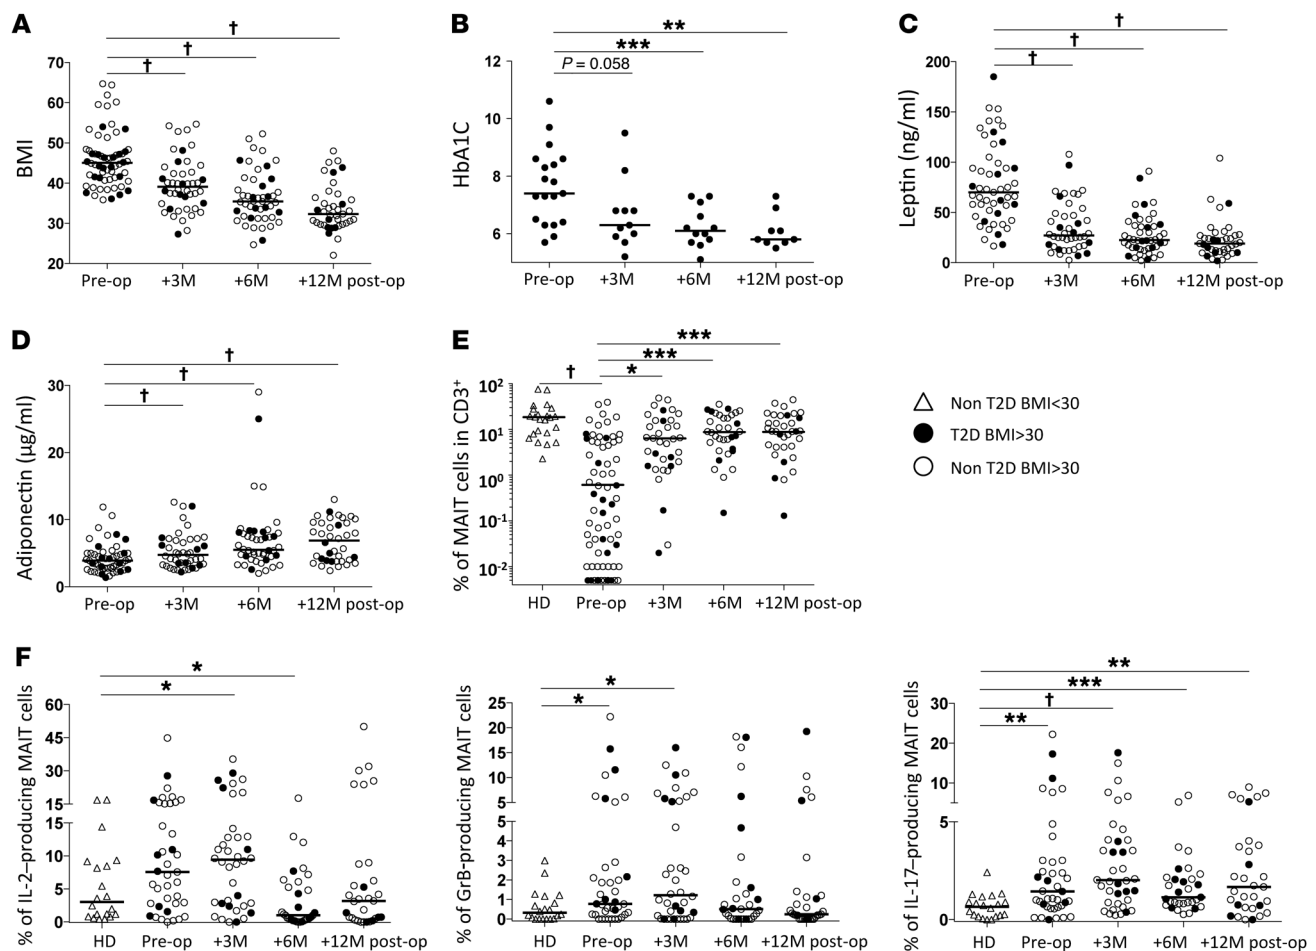 A
†
†
†
BMI
70
60
50
40
30
20
Pre-op +3M +6M +12M post-op
B
**
***
P = 0.058
HbA1C
12
10
8
6
Pre-op +3M +6M +12M post-op
C
†
†
†
Leptin (ng/ml)
200
150
100
50
0
Pre-op +3M +6M +12M post-op
D
†
†
†
Adiponectin (µg/ml)
30
20
10
0
Pre-op +3M +6M +12M post-op
E
***
***
† *
% of MAIT cells in CD3⁺
10²
10¹
10⁰
10⁻¹
10⁻²
HD Pre-op +3M +6M +12M post-op
Non T2D BMI<30
T2D BMI>30
Non T2D BMI>30
F
*
*
% of IL-2–producing MAIT cells
60
45
30
15
15
10
5
0
HD Pre-op +3M +6M +12M post-op
*
*
% of GrB-producing MAIT cells
25
20
15
10
5
5
4
3
2
1
0
HD Pre-op +3M +6M +12M post-op
**
***
†
**
% of IL-17–producing MAIT cells
30
20
10
5
0
HD Pre-op +3M +6M +12M post-op